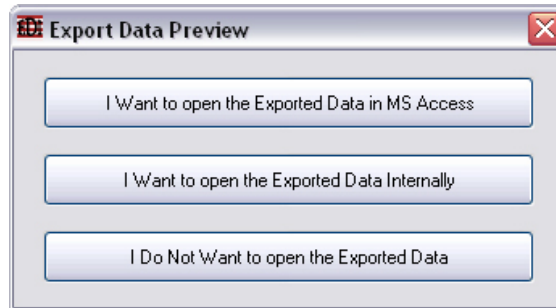 EDI Export Data Preview
I Want to open the Exported Data in MS Access
I Want to open the Exported Data Internally
I Do Not Want to open the Exported Data